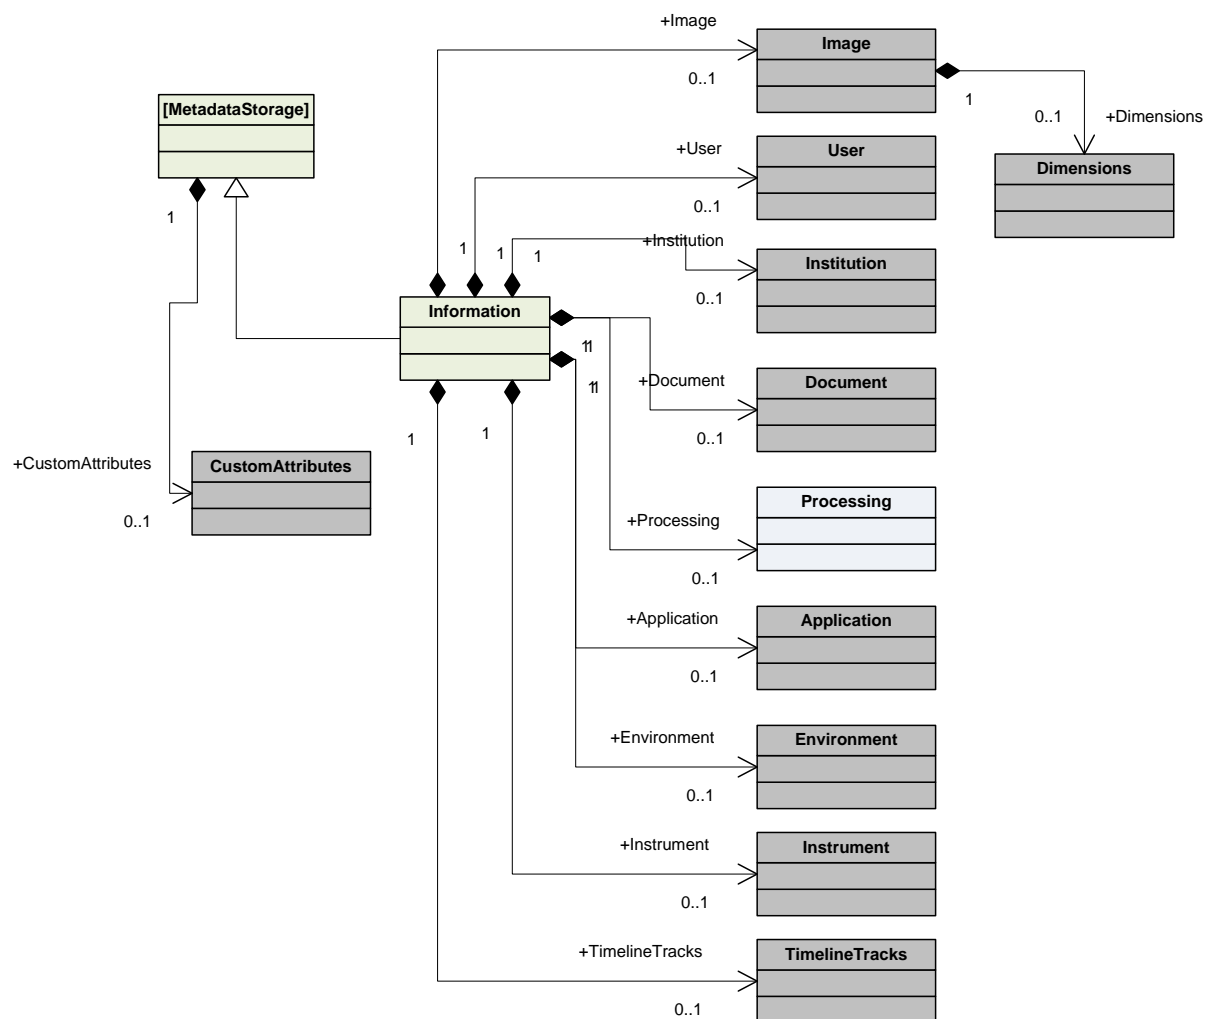 +Image
Image
0..1
1
[MetadataStorage]
0..1
+Dimensions
+User
User
Dimensions
0..1
1
+Institution
1
1
1
Institution
0..1
Information
11
+Document
Document
11
0..1
1
1
+CustomAttributes
CustomAttributes
0..1
Processing
+Processing
0..1
+Application
Application
0..1
+Environment
Environment
0..1
+Instrument
Instrument
0..1
+TimelineTracks
TimelineTracks
0..1